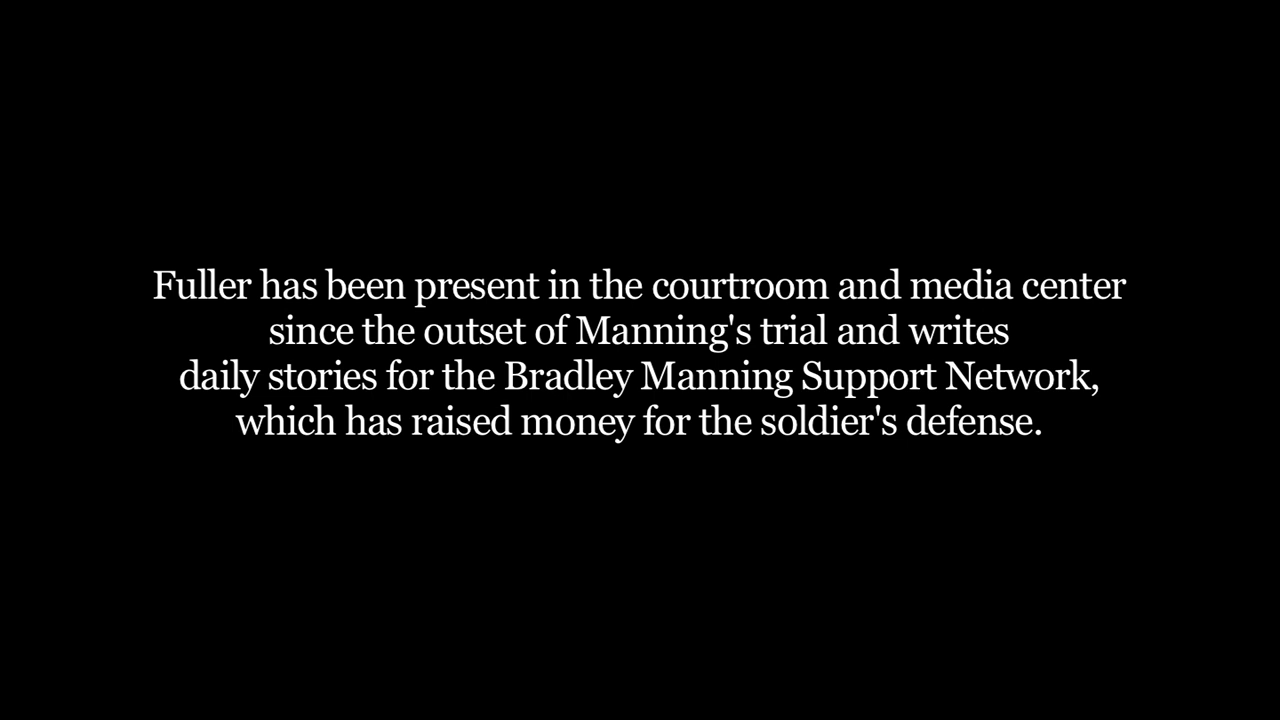 Fuller has been present in the courtroom and media center
since the outset of Manning's trial and writes
daily stories for the Bradley Manning Support Network,
which has raised money for the soldier's defense.